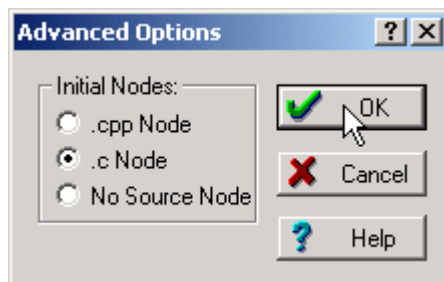 Advanced Options
Initial Nodes:
.cpp Node
.c Node
No Source Node
OK
Cancel
Help